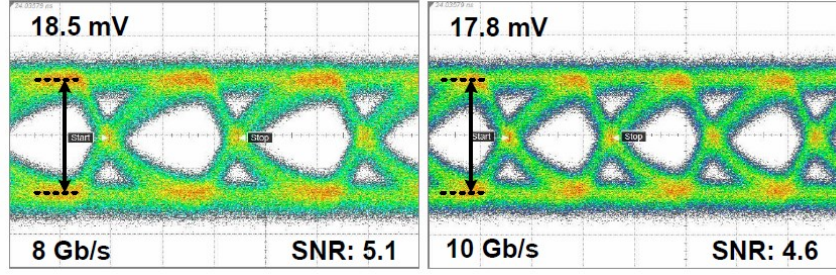 18.5 mV
Start
Stop
8 Gb/s
SNR: 5.1
17.8 mV
Start
Stop
10 Gb/s
SNR: 4.6